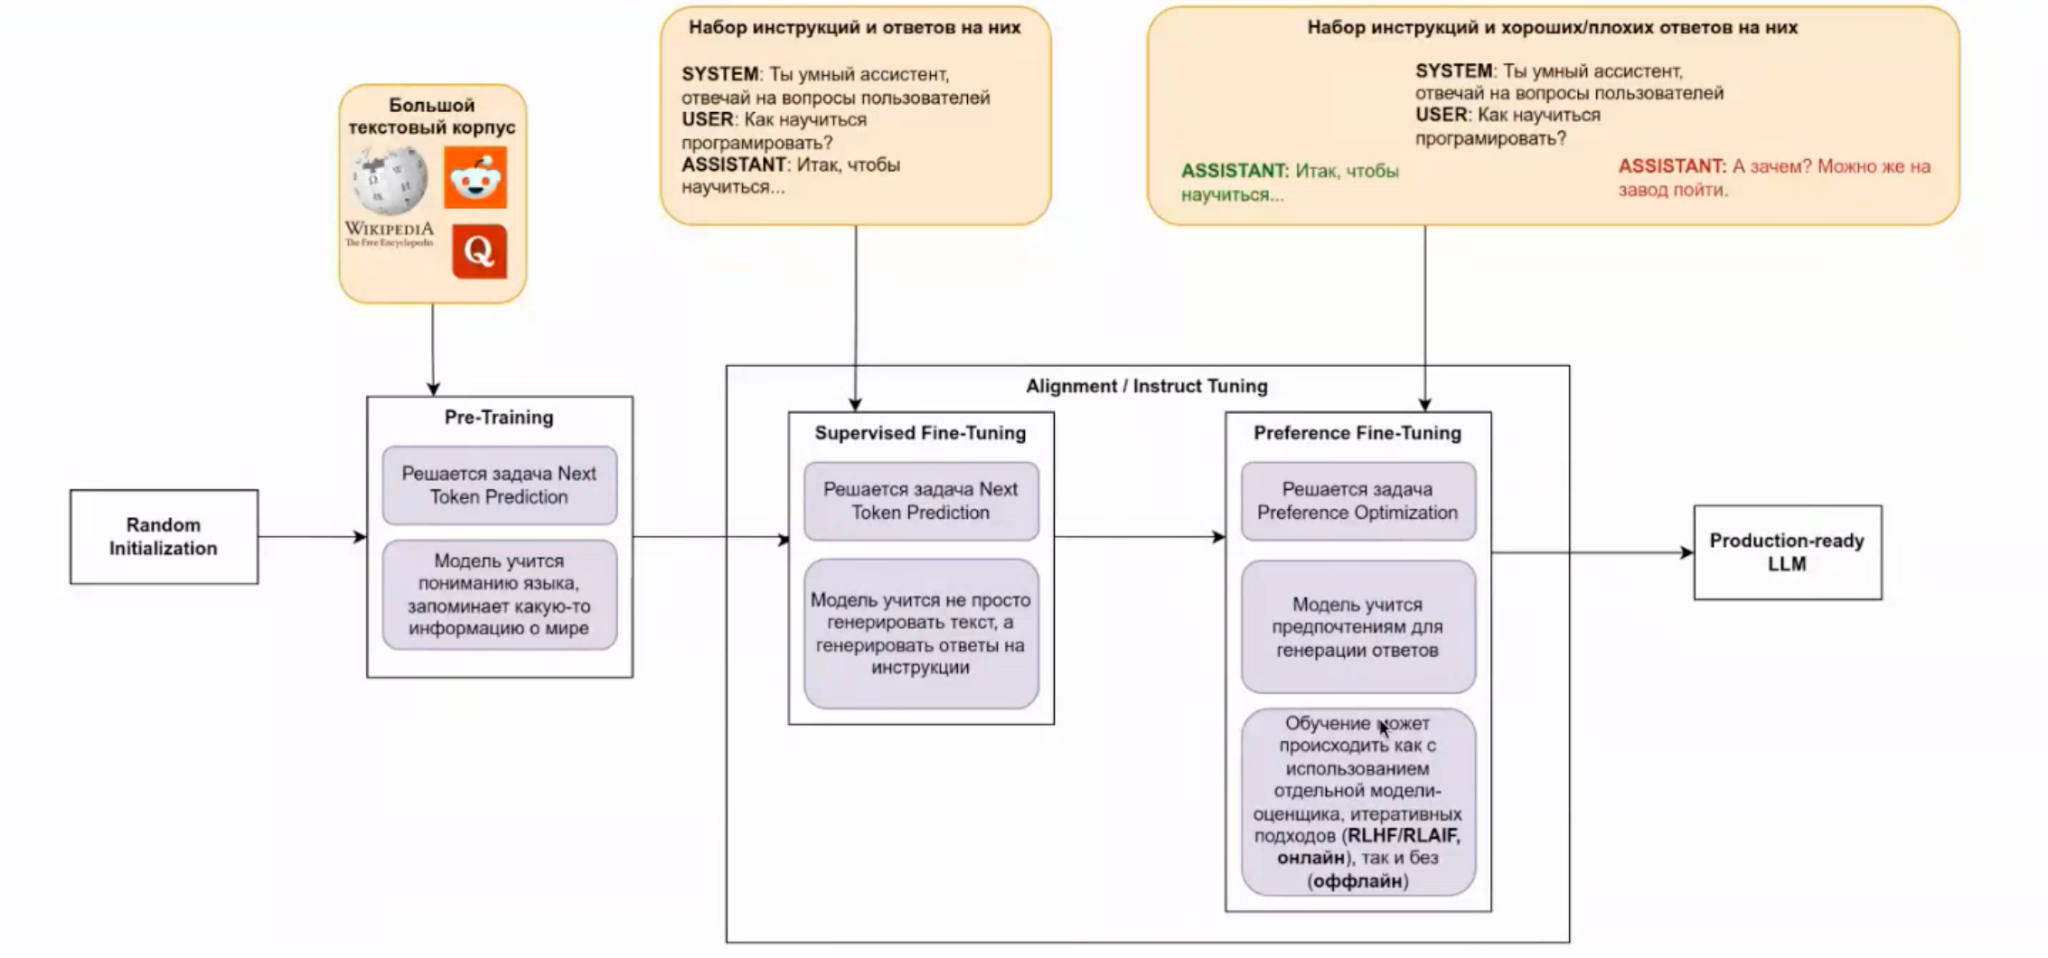 Набор инструкций и ответов на них
SYSTEM: Ты умный ассистент,
отвечай на вопросы пользователей
USER: Как научиться
програмировать?
ASSISTANT: Итак, чтобы
научиться...
Набор инструкций и хороших/плохих ответов на них
SYSTEM: Ты умный ассистент,
отвечай на вопросы пользователей
USER: Как научиться
програмировать?
ASSISTANT: Итак, чтобы
научиться...
ASSISTANT: А зачем? Можно же на
завод пойти.
Большой
текстовый корпус
WIKIPEDIA
The Free Encyclopedia
Q
Alignment / Instruct Tuning
Random
Initialization
Pre-Training
Решается задача Next
Token Prediction
Модель учится
пониманию языка,
запоминает какую-то
информацию о мире
Supervised Fine-Tuning
Решается задача Next
Token Prediction
Модель учится не просто
генерировать текст, а
генерировать ответы на
инструкции
Preference Fine-Tuning
Решается задача
Preference Optimization
Модель учится
предпочтениям для
генерации ответов
Обучение может
происходить как с
использованием
отдельной модели-
оценщика, итеративных
подходов (RLHF/RLAIF,
онлайн), так и без
(оффлайн)
Production-ready
LLM